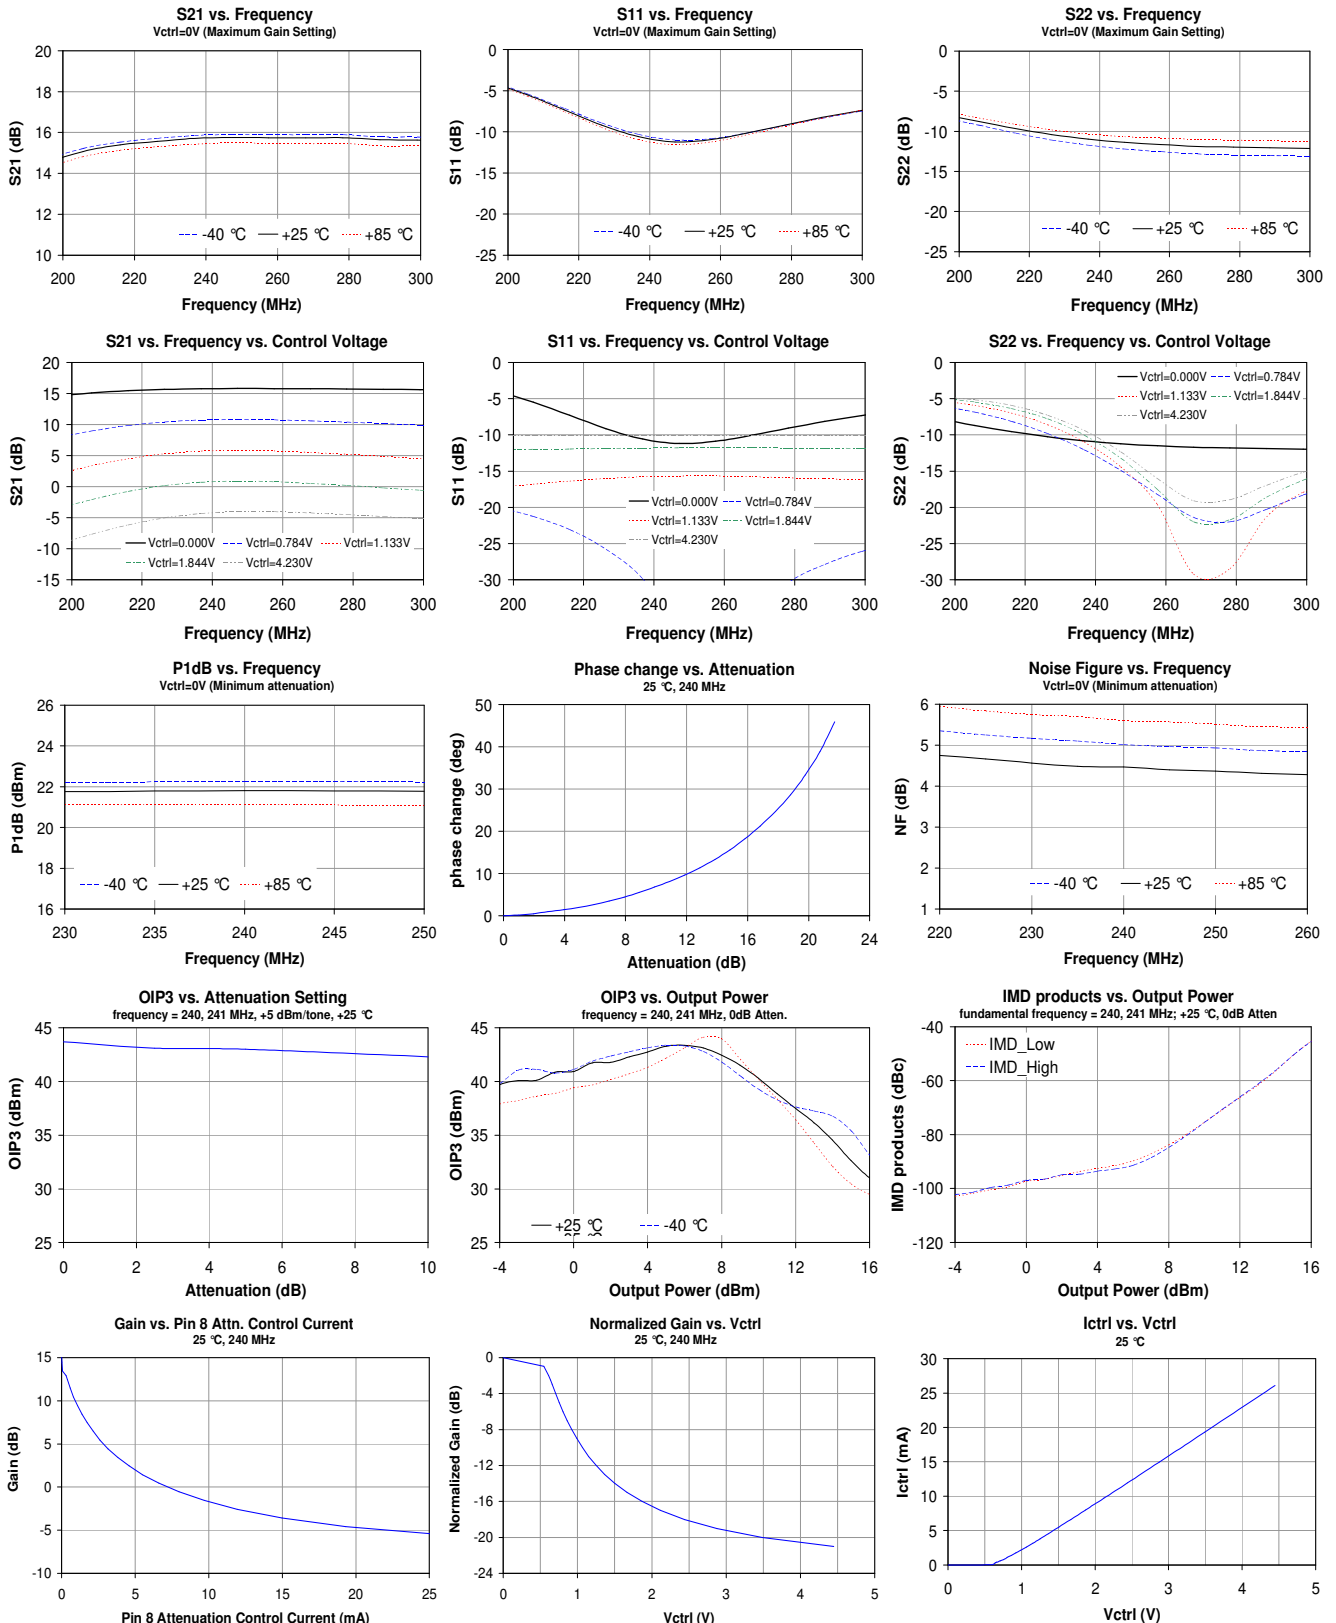 S21 vs. Frequency
Vctrl=0V (Maximum Gain Setting)
20
18
16
14
12
10
S21 (dB)
-40 °C +25 °C +85 °C
200 220 240 260 280 300
Frequency (MHz)
S11 vs. Frequency
Vctrl=0V (Maximum Gain Setting)
0
-5
-10
-15
-20
-25
S11 (dB)
-40 °C +25 °C +85 °C
200 220 240 260 280 300
Frequency (MHz)
S22 vs. Frequency
Vctrl=0V (Maximum Gain Setting)
0
-5
-10
-15
-20
-25
S22 (dB)
-40 °C +25 °C +85 °C
200 220 240 260 280 300
Frequency (MHz)
S21 vs. Frequency vs. Control Voltage
20
15
10
5
0
-5
-10
-15
S21 (dB)
Vctrl=0.000V Vctrl=0.784V Vctrl=1.133V
Vctrl=1.844V Vctrl=4.230V
200 220 240 260 280 300
Frequency (MHz)
S11 vs. Frequency vs. Control Voltage
0
-5
-10
-15
-20
-25
-30
S11 (dB)
Vctrl=0.000V Vctrl=0.784V
Vctrl=1.133V Vctrl=1.844V
Vctrl=4.230V
200 220 240 260 280 300
Frequency (MHz)
S22 vs. Frequency vs. Control Voltage
0
-5
-10
-15
-20
-25
-30
S22 (dB)
Vctrl=0.000V Vctrl=0.784V
Vctrl=1.133V Vctrl=1.844V
Vctrl=4.230V
200 220 240 260 280 300
Frequency (MHz)
P1dB vs. Frequency
Vctrl=0V (Minimum attenuation)
26
24
22
20
18
16
P1dB (dBm)
-40 °C +25 °C +85 °C
230 235 240 245 250
Frequency (MHz)
Phase change vs. Attenuation
25 °C, 240 MHz
50
40
30
20
10
0
phase change (deg)
0 4 8 12 16 20 24
Attenuation (dB)
Noise Figure vs. Frequency
Vctrl=0V (Minimum attenuation)
6
5
4
3
2
1
NF (dB)
-40 °C +25 °C +85 °C
220 230 240 250 260
Frequency (MHz)
OIP3 vs. Attenuation Setting
frequency = 240, 241 MHz, +5 dBm/tone, +25 °C
45
40
35
30
25
OIP3 (dBm)
0 2 4 6 8 10
Attenuation (dB)
OIP3 vs. Output Power
frequency = 240, 241 MHz, 0dB Atten.
45
40
35
30
25
OIP3 (dBm)
+25 °C -40 °C
-4 0 4 8 12 16
Output Power (dBm)
IMD products vs. Output Power
fundamental frequency = 240, 241 MHz; +25 °C, 0dB Atten
-40
-60
-80
-100
-120
IMD products (dBc)
IMD_Low
IMD_High
-4 0 4 8 12 16
Output Power (dBm)
Gain vs. Pin 8 Attn. Control Current
25 °C, 240 MHz
15
10
5
0
-5
-10
Gain (dB)
0 5 10 15 20 25
Pin 8 Attenuation Control Current (mA)
Normalized Gain vs. Vctrl
25 °C, 240 MHz
0
-4
-8
-12
-16
-20
-24
Normalized Gain (dB)
0 1 2 3 4 5
Vctrl (V)
Ictrl vs. Vctrl
25 °C
30
25
20
15
10
5
0
Ictrl (mA)
0 1 2 3 4 5
Vctrl (V)